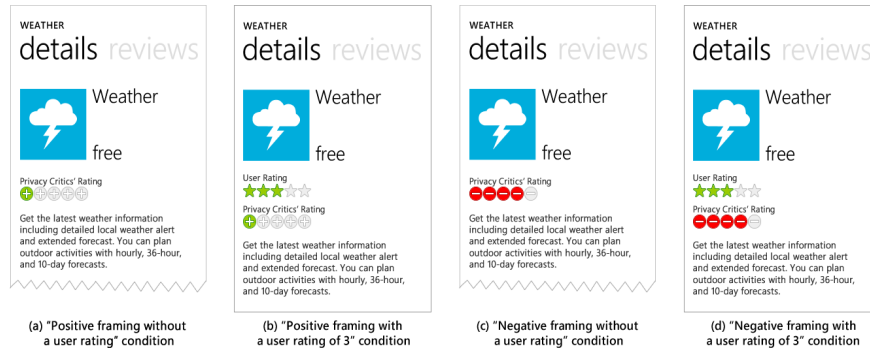 WEATHER
details reviews
Weather
free
Privacy Critics' Rating
Get the latest weather information
including detailed local weather alert
and extended forecast. You can plan
outdoor activities with hourly, 36-hour,
and 10-day forecasts.
(a) "Positive framing without
a user rating" condition
WEATHER
details reviews
Weather
free
User Rating
Privacy Critics' Rating
Get the latest weather information
including detailed local weather alert
and extended forecast. You can plan
outdoor activities with hourly, 36-hour,
and 10-day forecasts.
(b) "Positive framing with
a user rating of 3" condition
WEATHER
details reviews
Weather
free
Privacy Critics' Rating
Get the latest weather information
including detailed local weather alert
and extended forecast. You can plan
outdoor activities with hourly, 36-hour,
and 10-day forecasts.
(c) "Negative framing without
a user rating" condition
WEATHER
details reviews
Weather
free
User Rating
Privacy Critics' Rating
Get the latest weather information
including detailed local weather alert
and extended forecast. You can plan
outdoor activities with hourly, 36-hour,
and 10-day forecasts.
(d) "Negative framing with
a user rating of 3" condition